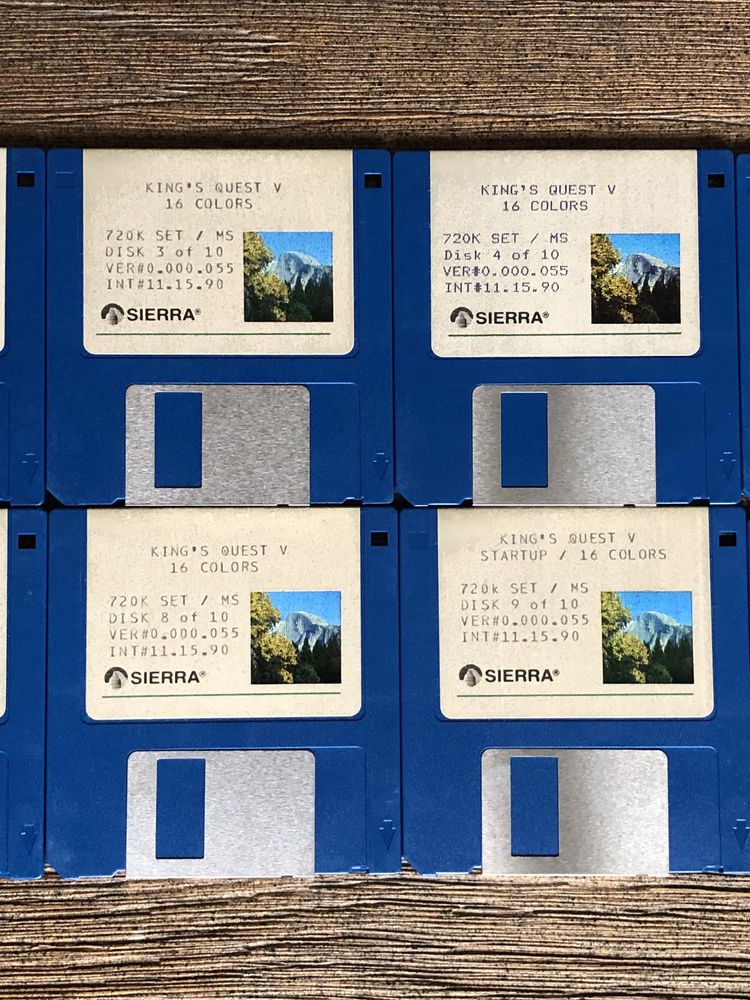 KING'S QUEST V
16 COLORS
720K SET / MS
DISK 3 of 10
VER#0.000.055
INT#11.15.90
SIERRA®
KING'S QUEST V
16 COLORS
720K SET / MS
Disk 4 of 10
VER#0.000.055
INT#11.15.90
SIERRA®
KING'S QUEST V
16 COLORS
720K SET / MS
DISK 8 of 10
VER#0.000.055
INT#11.15.90
SIERRA®
KING'S QUEST V
STARTUP / 16 COLORS
720k SET / MS
DISK 9 of 10
VER#0.000.055
INT#11.15.90
SIERRA®